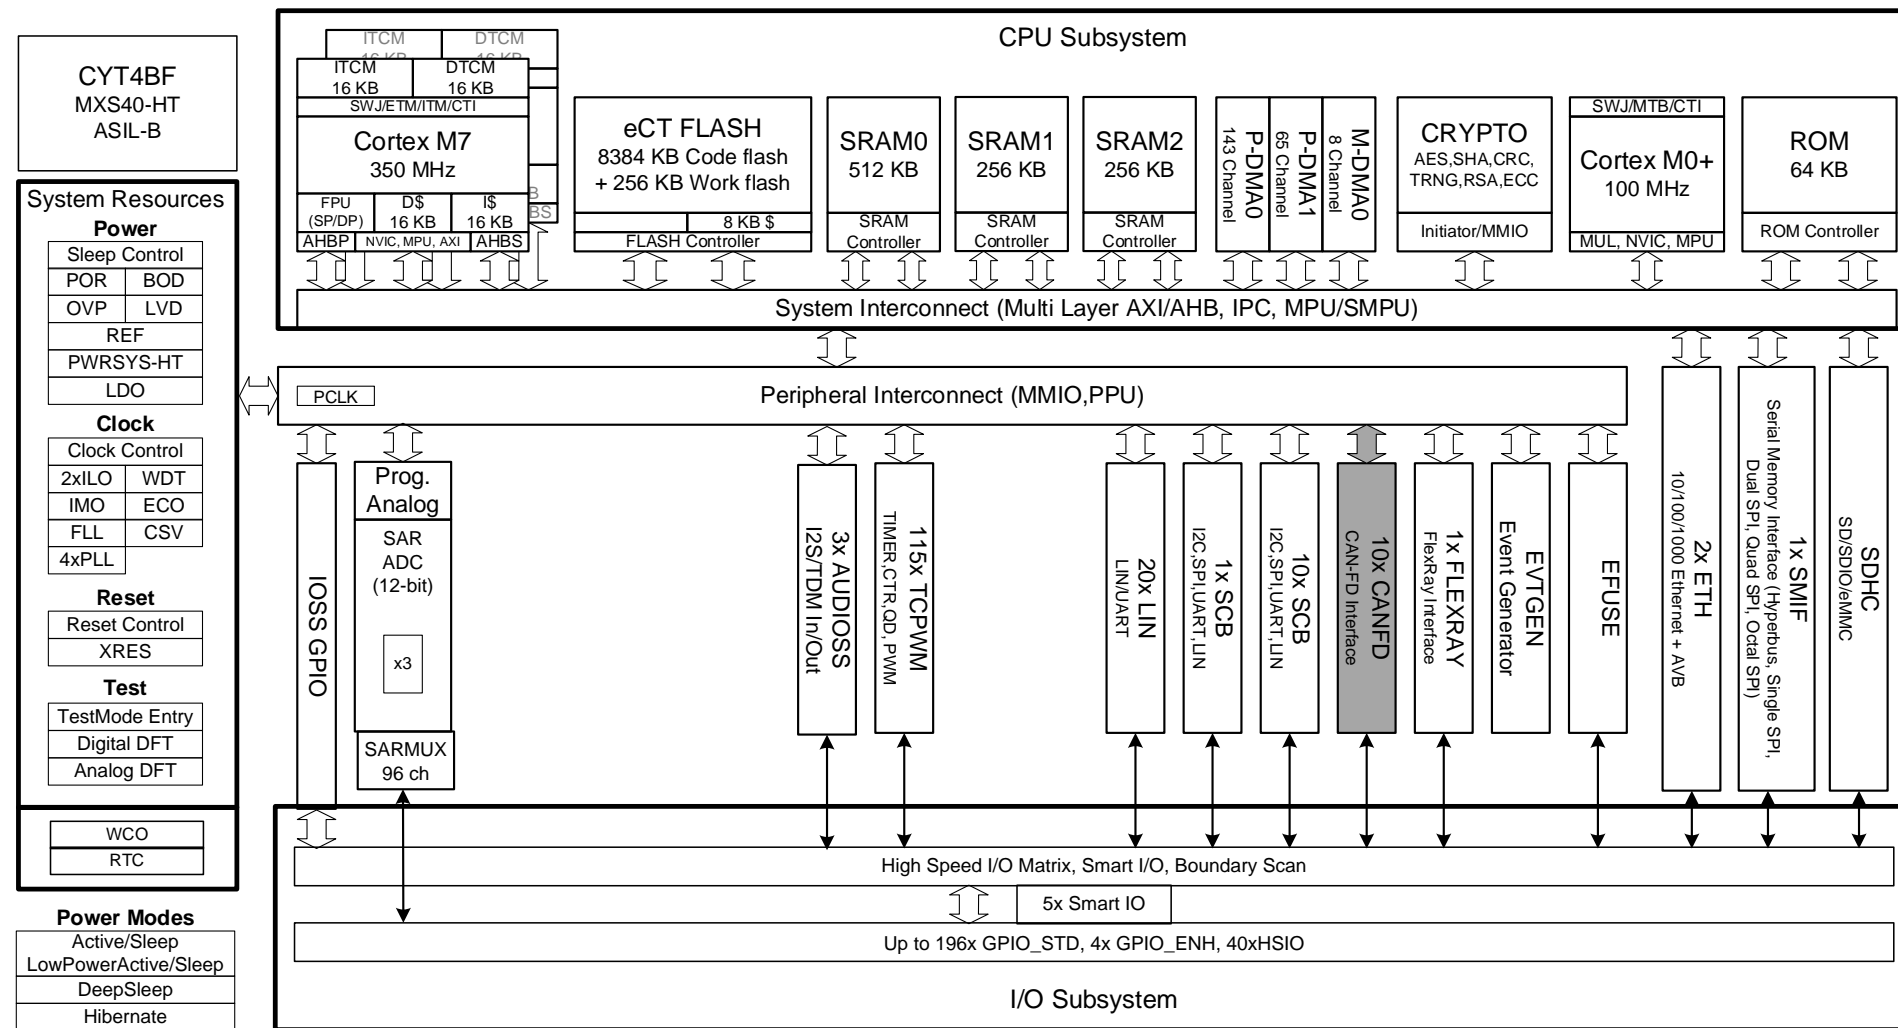 CYT4BF
MXS40-HT
ASIL-B
System Resources
Power
Sleep Control
POR BOD
OVP LVD
REF
PWRSYS-HT
LDO
Clock
Clock Control
2xILO WDT
IMO ECO
FLL CSV
4xPLL
Reset
Reset Control
XRES
Test
TestMode Entry
Digital DFT
Analog DFT
WCO
RTC
Power Modes
Active/Sleep
LowPowerActive/Sleep
DeepSleep
Hibernate
CPU Subsystem
ITCM DTCM
16 KB 16 KB
ITCM DTCM
16 KB 16 KB
SWJ/ETM/ITM/CTI
Cortex M7
350 MHz
FPU
(SP/DP)
D$
16 KB
I$
16 KB
AHBP NVIC, MPU, AXI AHBS
B
BS
eCT FLASH
8384 KB Code flash
+ 256 KB Work flash
8 KB $
FLASH Controller
SRAM0
512 KB
SRAM
Controller
SRAM1
256 KB
SRAM
Controller
SRAM2
256 KB
SRAM
Controller
P-DMA0
143 Channel
P-DMA1
65 Channel
M-DMA0
8 Channel
CRYPTO
AES,SHA,CRC,
TRNG,RSA,ECC
Initiator/MMIO
SWJ/MTB/CTI
Cortex M0+
100 MHz
MUL, NVIC, MPU
ROM
64 KB
ROM Controller
System Interconnect (Multi Layer AXI/AHB, IPC, MPU/SMPU)
PCLK
Peripheral Interconnect (MMIO,PPU)
IOSS GPIO
Prog.
Analog
SAR
ADC
(12-bit)
x3
SARMUX
96 ch
3x AUDIOSS
I2S/TDM In/Out
115x TCPWM
TIMER,CTR,QD, PWM
20x LIN
LIN/UART
1x SCB
I2C,SPI,UART,LIN
10x SCB
I2C,SPI,UART,LIN
10x CANFD
CAN-FD Interface
1x FLEXRAY
FlexRay Interface
EVTGEN
Event Generator
EFUSE
2x ETH
10/100/1000 Ethernet + AVB
1x SMIF
Serial Memory Interface (Hyperbus, Single SPI,
Dual SPI, Quad SPI, Octal SPI)
SDHC
SD/SDIO/eMMC
High Speed I/O Matrix, Smart I/O, Boundary Scan
5x Smart IO
Up to 196x GPIO_STD, 4x GPIO_ENH, 40xHSIO
I/O Subsystem